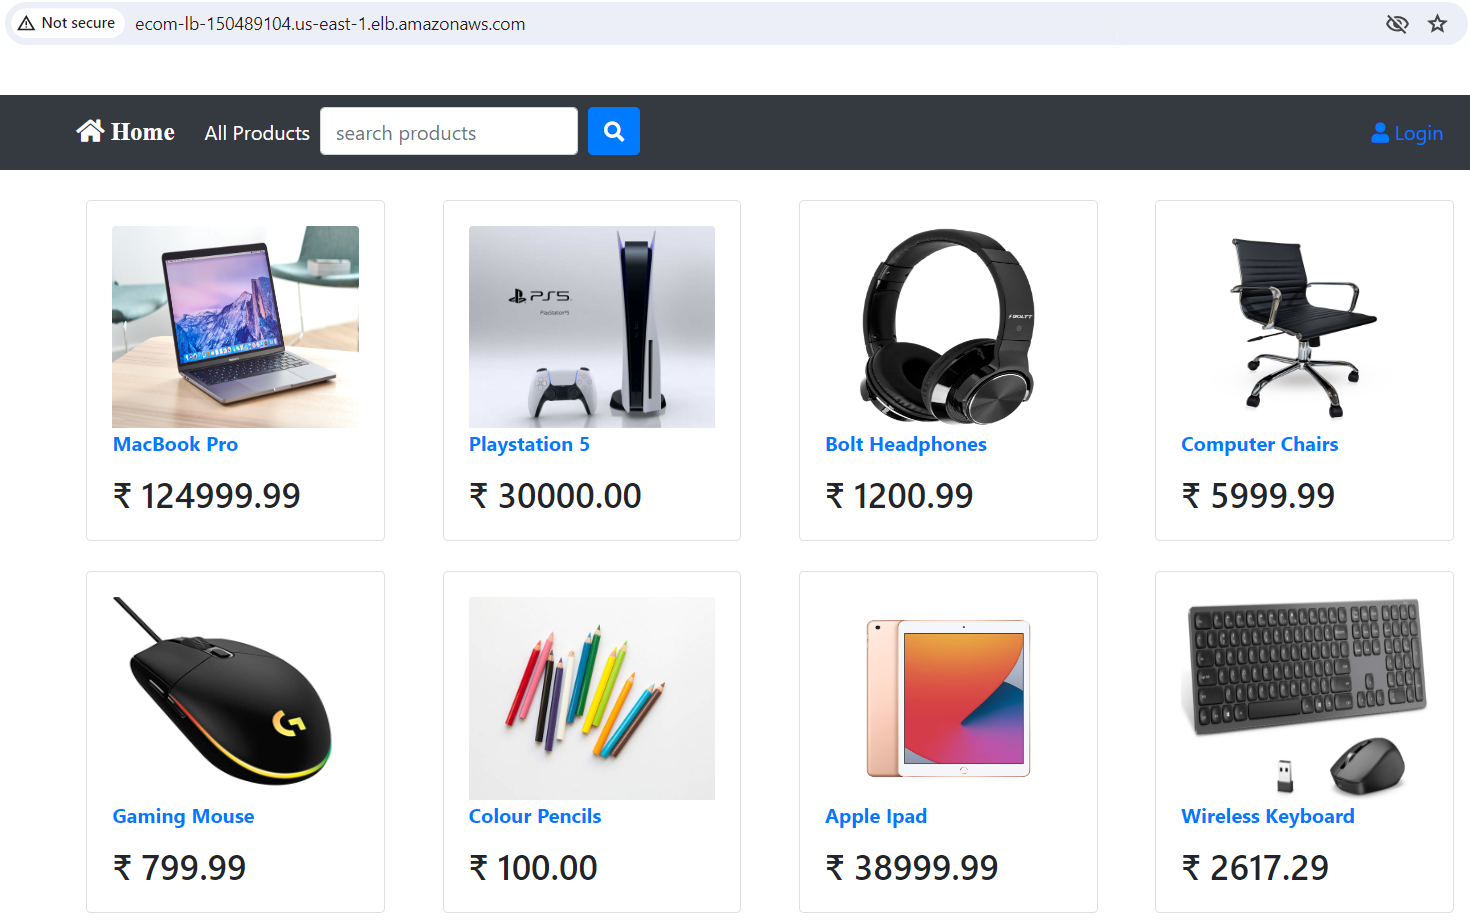 Not secure ecom-lb-150489104.us-east-1.elb.amazonaws.com
Home All Products search products Login
PS5
PlayStation5
BOLTT
MacBook Pro
Playstation 5
Bolt Headphones
Computer Chairs
₹ 124999.99
₹ 30000.00
₹ 1200.99
₹ 5999.99
G
Gaming Mouse
Colour Pencils
Apple Ipad
Wireless Keyboard
₹ 799.99
₹ 100.00
₹ 38999.99
₹ 2617.29